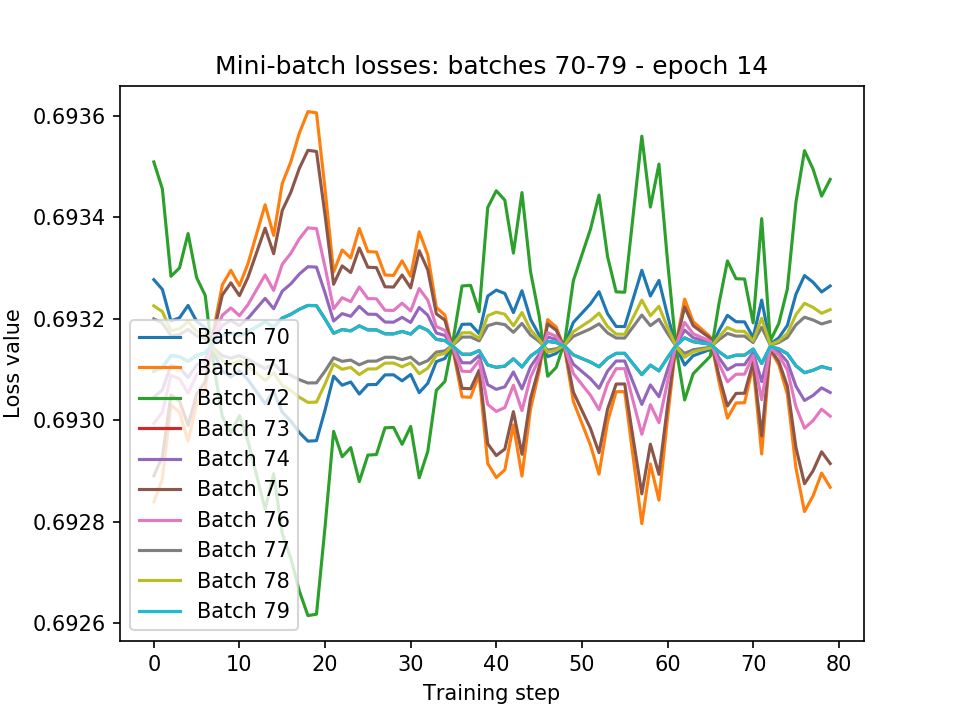 Mini-batch losses: batches 70-79 - epoch 14
0.6936
0.6934
0.6932
0.6930
0.6928
0.6926
Loss value
Batch 70
Batch 71
Batch 72
Batch 73
Batch 74
Batch 75
Batch 76
Batch 77
Batch 78
Batch 79
0 10 20 30 40 50 60 70 80
Training step